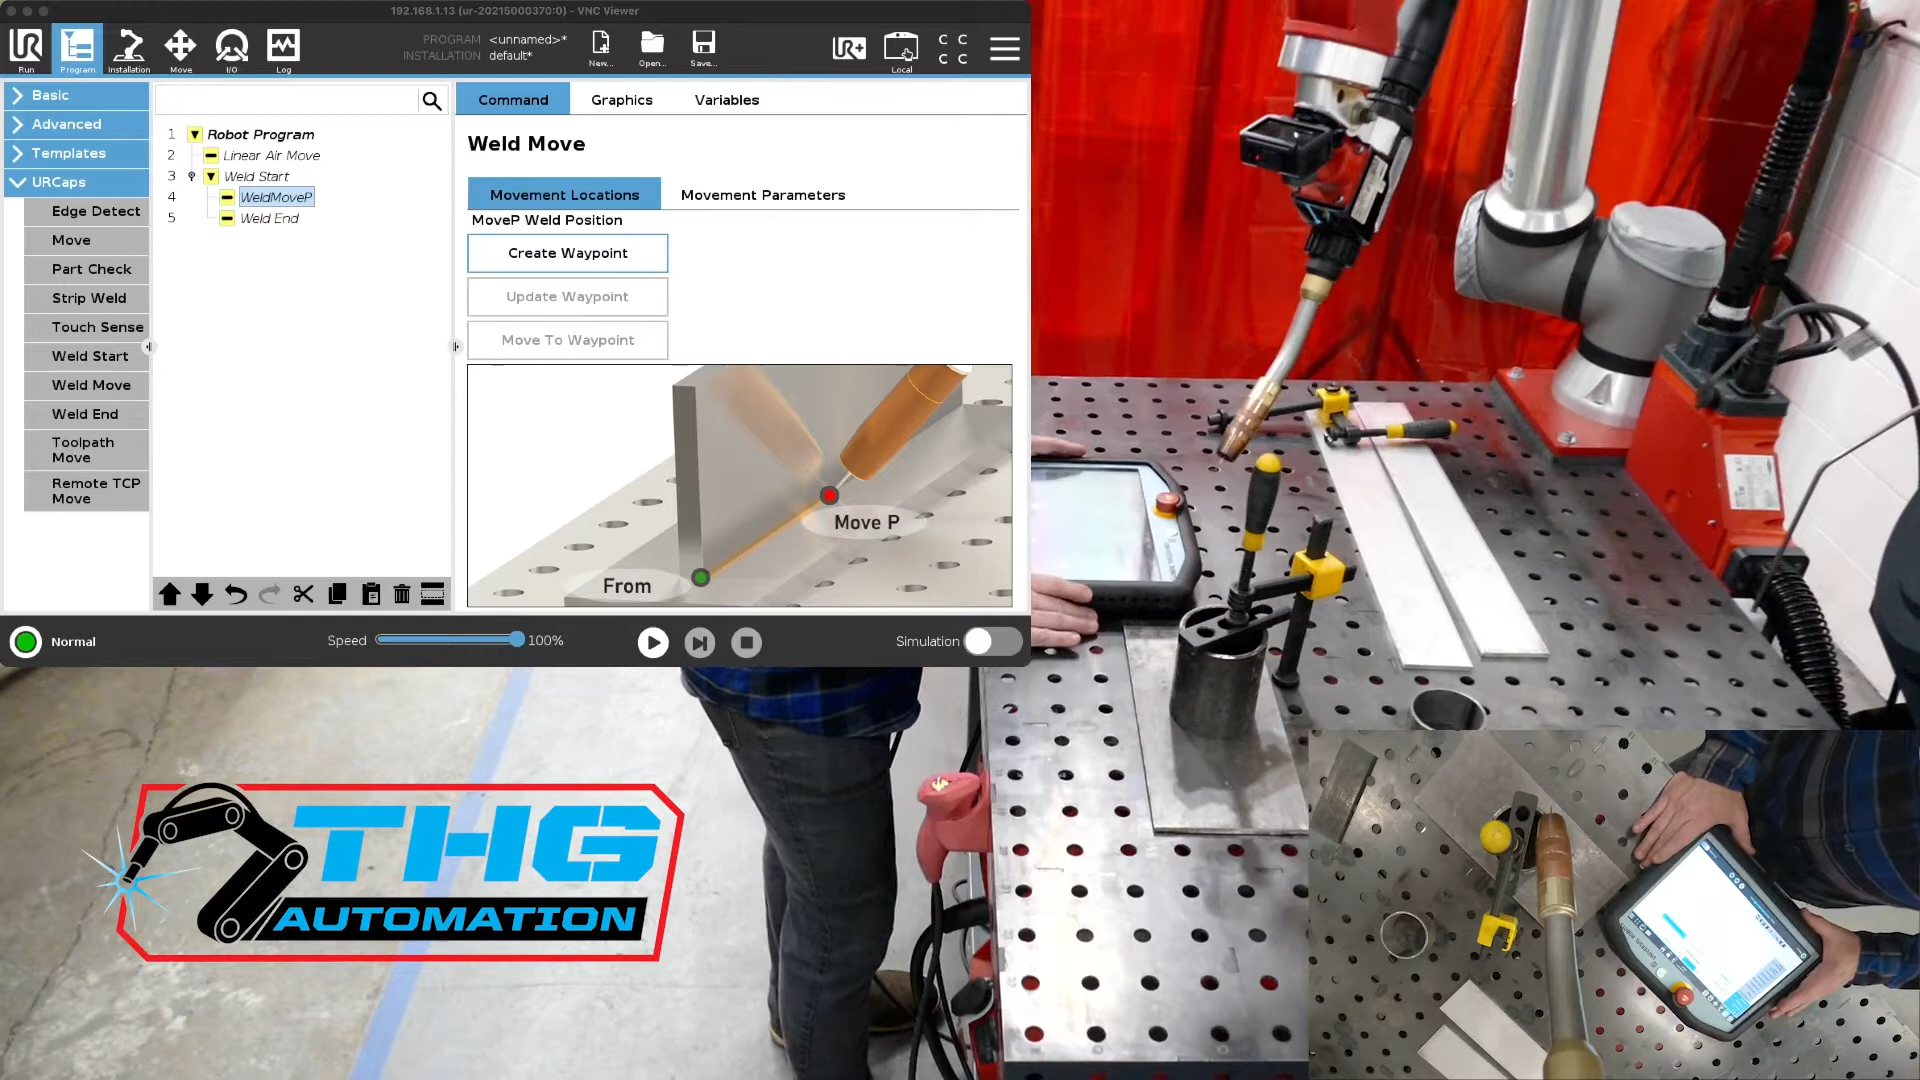 192.168.1.13 (ur-20215000370:0) - VNC Viewer
Run
Program
Installation
Move
I/O
Log
PROGRAM <unnamed>*
INSTALLATION default*
New...
Open...
Save...
UR+
Local
C C
C C
Basic
Advanced
Templates
URCaps
Edge Detect
Move
Part Check
Strip Weld
Touch Sense
Weld Start
Weld Move
Weld End
Toolpath
Move
Remote TCP
Move
1 Robot Program
2 Linear Air Move
3 Weld Start
4 WeldMoveP
5 Weld End
Command Graphics Variables
Weld Move
Movement Locations Movement Parameters
MoveP Weld Position
Create Waypoint
Update Waypoint
Move To Waypoint
Move P
From
Normal
Speed 100%
Simulation
THG
AUTOMATION